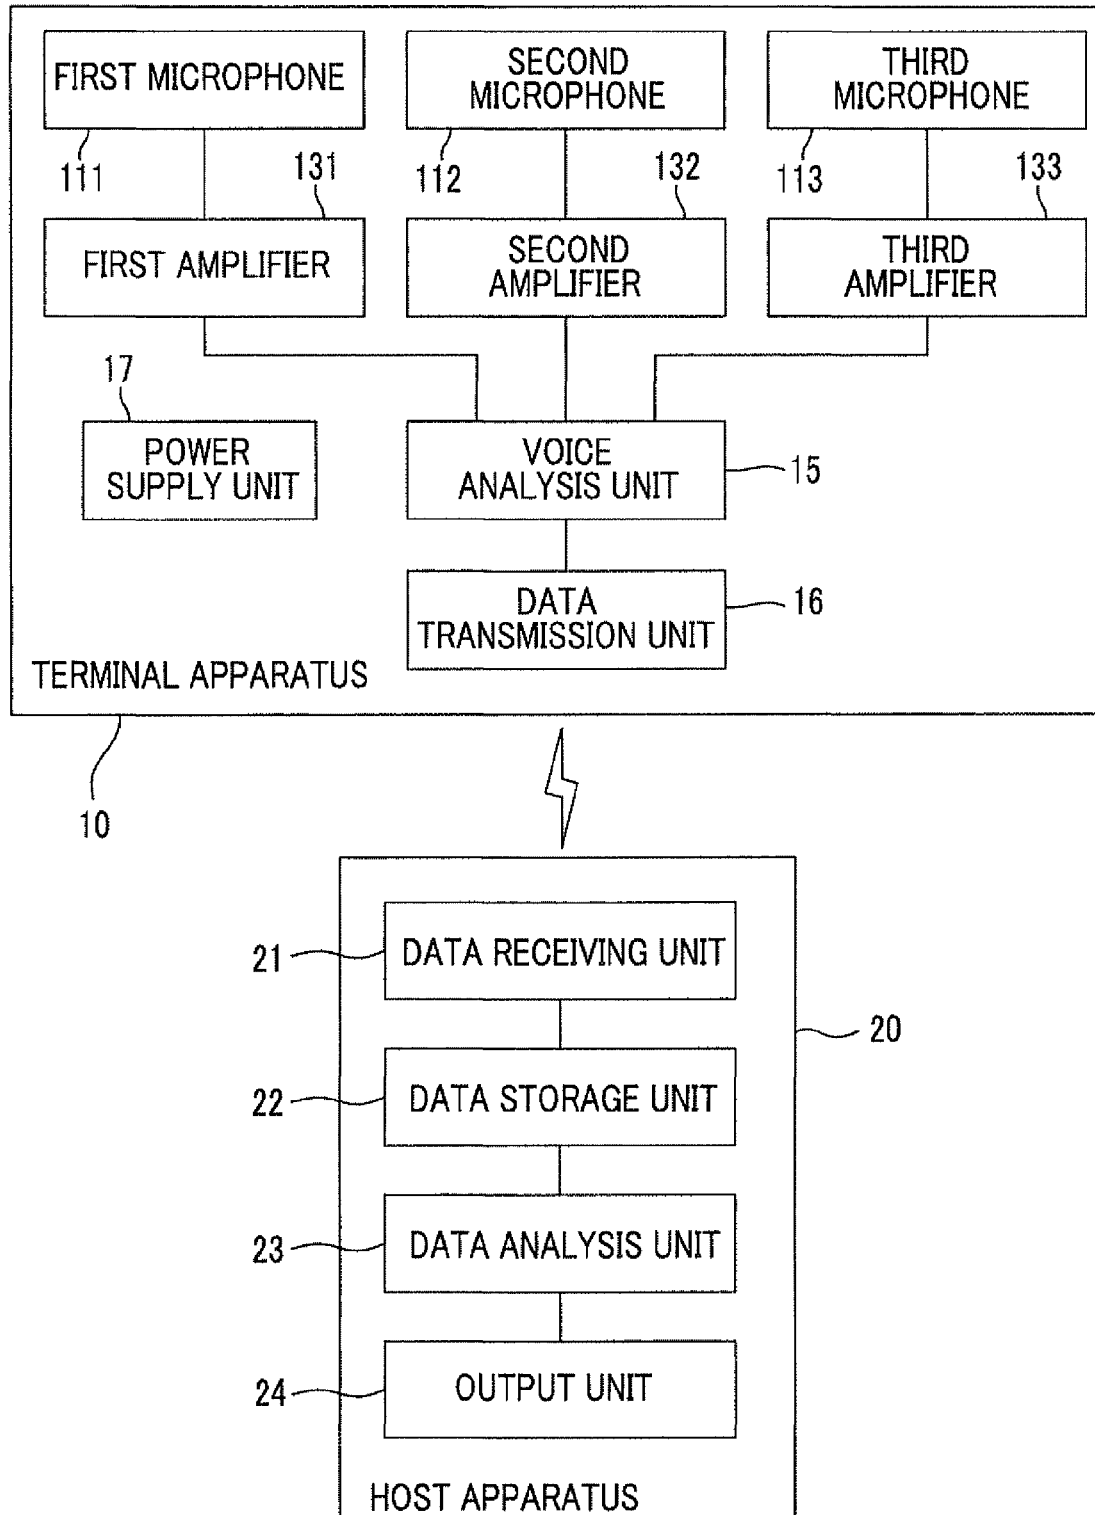 FIRST MICROPHONE
SECOND
MICROPHONE
THIRD
MICROPHONE
111
131
112
132
113
133
FIRST AMPLIFIER
SECOND
AMPLIFIER
THIRD
AMPLIFIER
17
POWER
SUPPLY UNIT
VOICE
ANALYSIS UNIT
15
DATA
TRANSMISSION UNIT
16
TERMINAL APPARATUS
10
21
DATA RECEIVING UNIT
20
22
DATA STORAGE UNIT
23
DATA ANALYSIS UNIT
24
OUTPUT UNIT
HOST APPARATUS